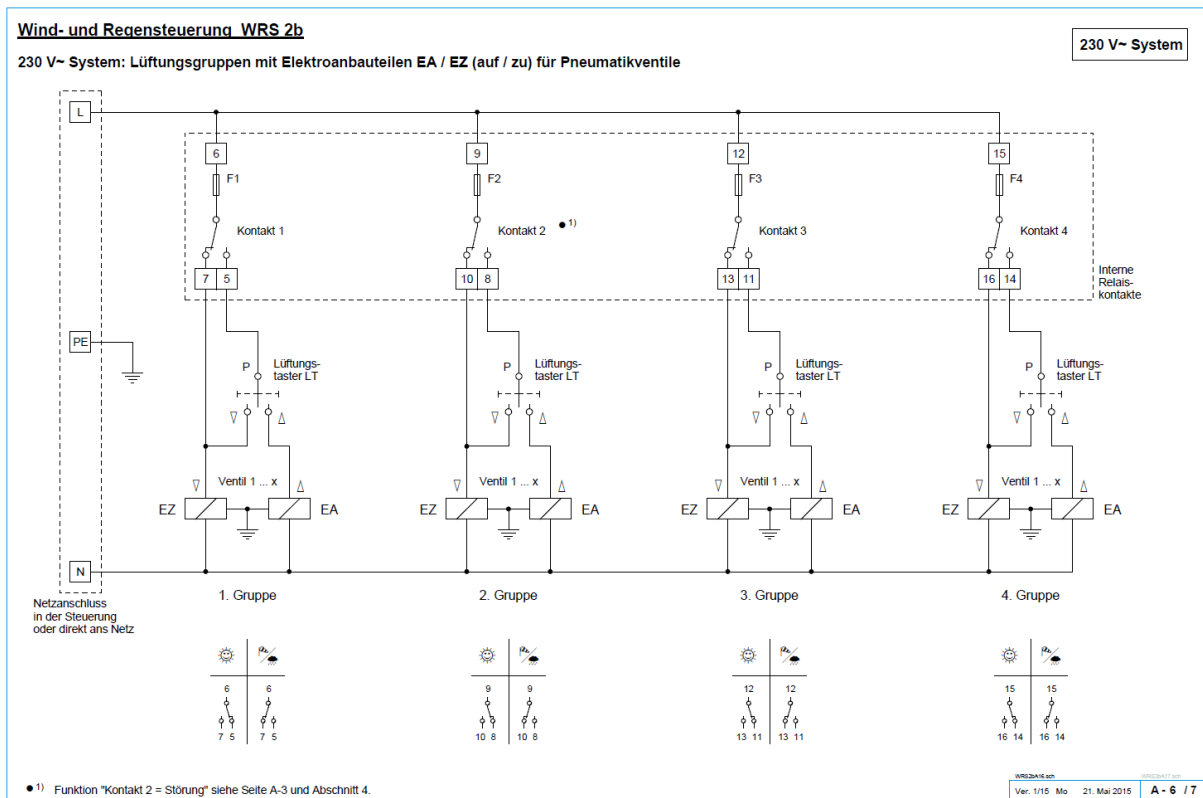 Wind- und Regensteuerung WRS 2b
230 V~ System
230 V~ System: Lüftungsgruppen mit Elektroanbauteilen EA / EZ (auf / zu) für Pneumatikventile
L
6 9 12 15
F1 F2 F3 F4
Kontakt 1 Kontakt 2 ● 1) Kontakt 3 Kontakt 4
7 5 10 8 13 11 16 14
Interne
Relais-
kontakte
PE
P Lüftungs- P Lüftungs- P Lüftungs- P Lüftungs-
taster LT taster LT taster LT taster LT
Ventil 1 ... x Ventil 1 ... x Ventil 1 ... x Ventil 1 ... x
EZ EA EZ EA EZ EA EZ EA
N
1. Gruppe 2. Gruppe 3. Gruppe 4. Gruppe
Netzanschluss
in der Steuerung
oder direkt ans Netz
6 6 9 9 12 12 15 15
7 5 7 5 10 8 10 8 13 11 13 11 16 14 16 14
● 1) Funktion "Kontakt 2 = Störung" siehe Seite A-3 und Abschnitt 4.
WRS2bA16.sch WRS2bA17.sch
Ver. 1/15 Mo 21. Mai 2015 A - 6 / 7